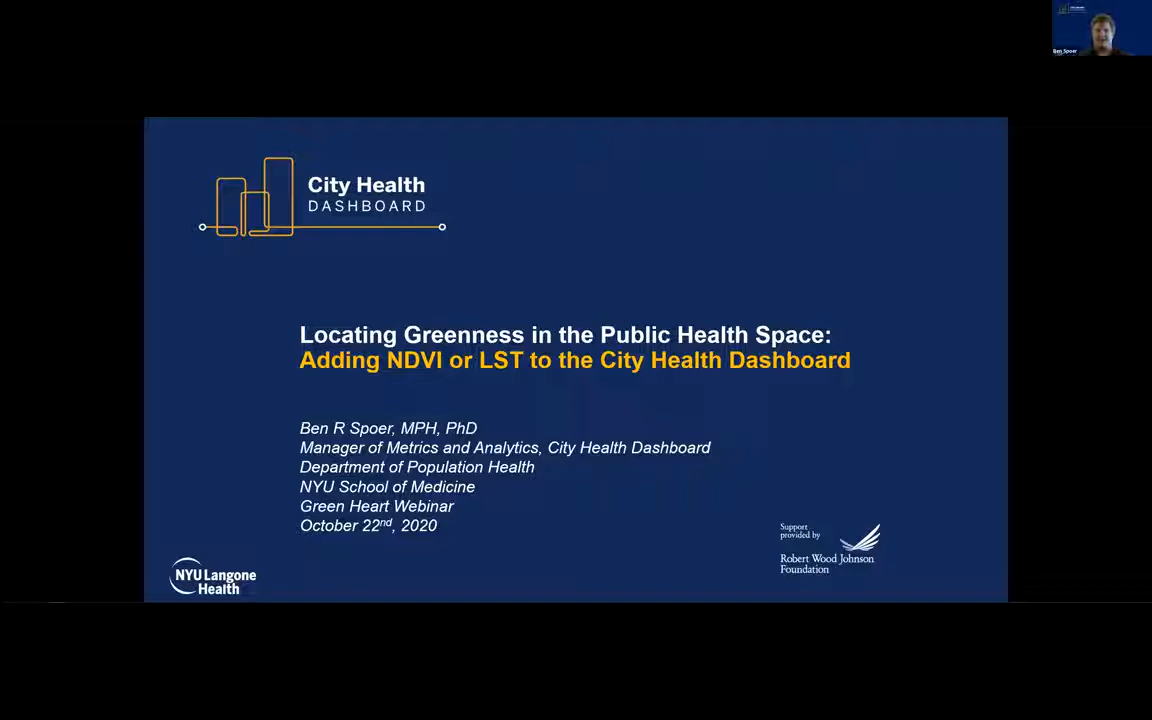 Ben Spoer
City Health
DASHBOARD
Locating Greenness in the Public Health Space:
Adding NDVI or LST to the City Health Dashboard
Ben R Spoer, MPH, PhD
Manager of Metrics and Analytics, City Health Dashboard
Department of Population Health
NYU School of Medicine
Green Heart Webinar
October 22nd, 2020
Support
provided by
Robert Wood Johnson
Foundation
NYU Langone
Health